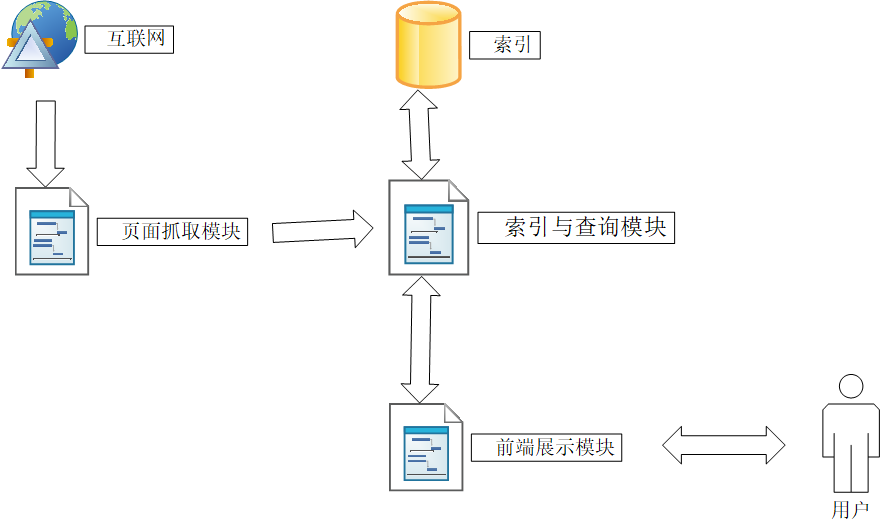 互联网
索引
页面抓取模块
索引与查询模块
前端展示模块
用户